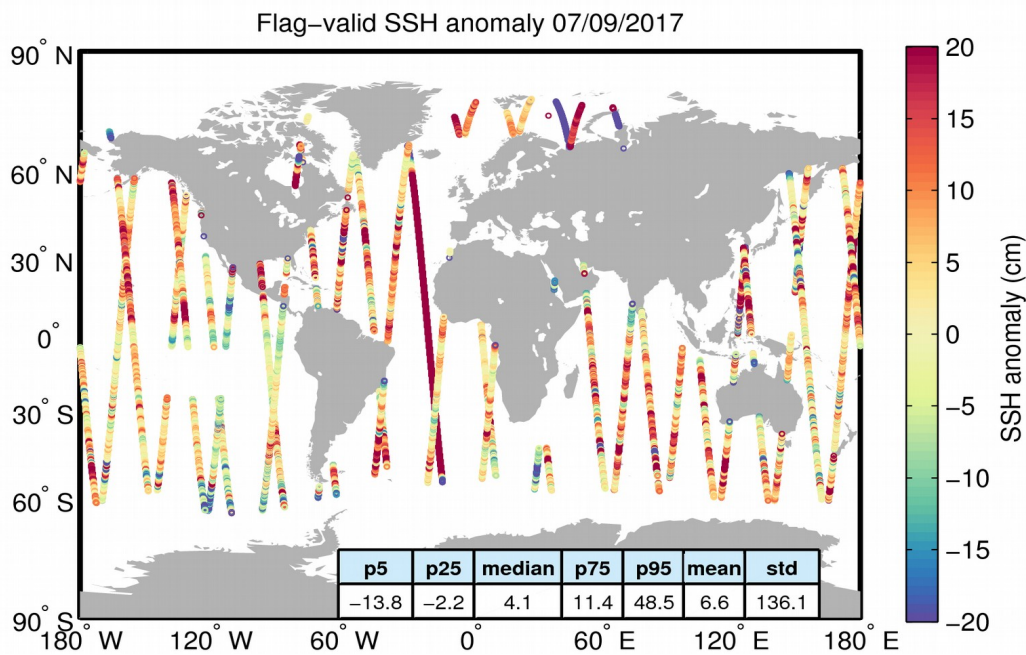 Flag−valid SSH anomaly 07/09/2017
90° N
60° N
30° N
0°
30° S
60° S
90° S
180° W
120° W
60° W
0°
60° E
120° E
180° E
p5 p25 median p75 p95 mean std
−13.8 −2.2 4.1 11.4 48.5 6.6 136.1
20
15
10
5
0
−5
−10
−15
−20
SSH anomaly (cm)